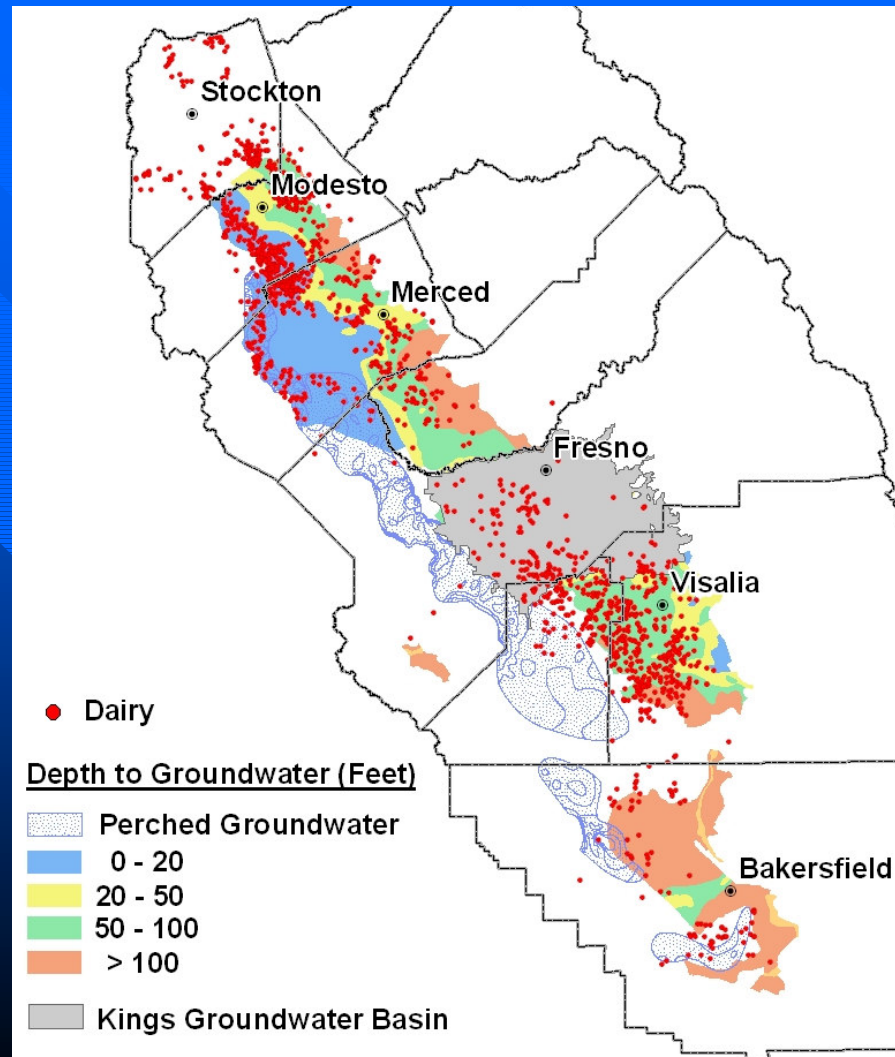 Stockton
Modesto
Merced
Fresno
Visalia
Dairy
Depth to Groundwater (Feet)
Perched Groundwater
0 - 20
20 - 50
Bakersfield
50 - 100
> 100
Kings Groundwater Basin